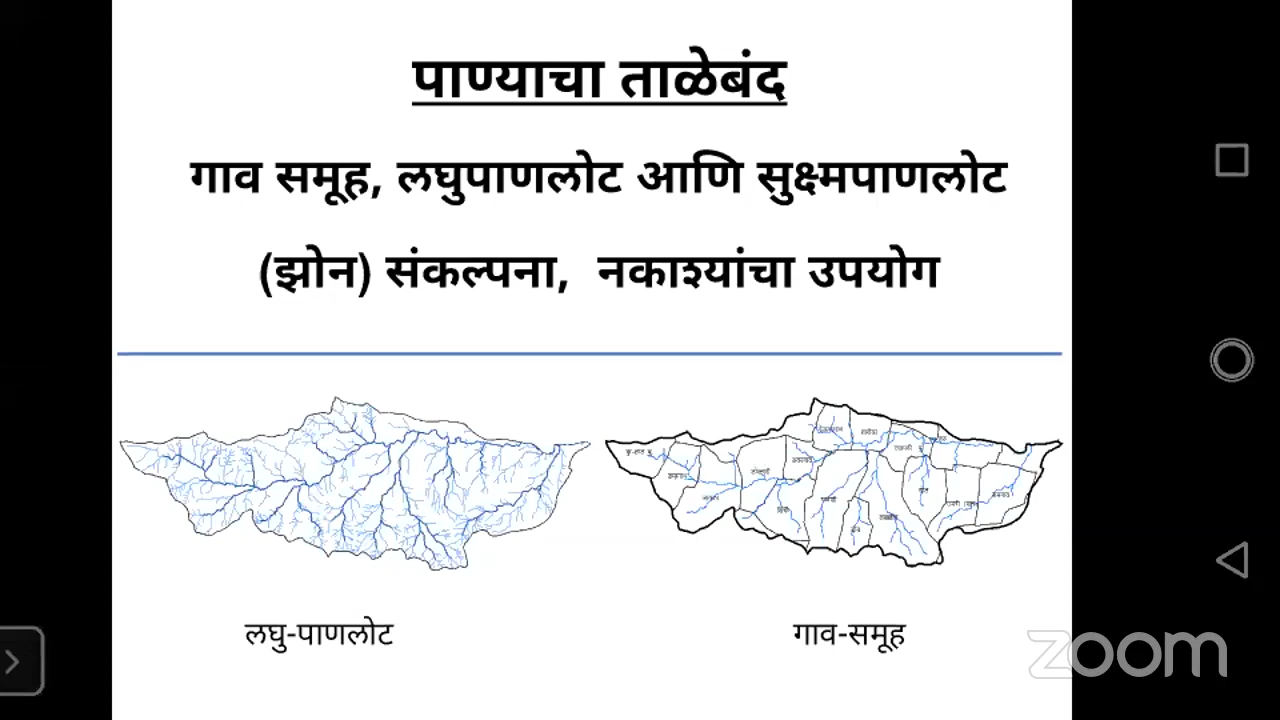 पाण्याचा ताळेबंद
गाव समूह, लघुपाणलोट आणि सुक्ष्मपाणलोट
(झोन) संकल्पना, नकाश्यांचा उपयोग
लघु-पाणलोट
गाव-समूह
zoom